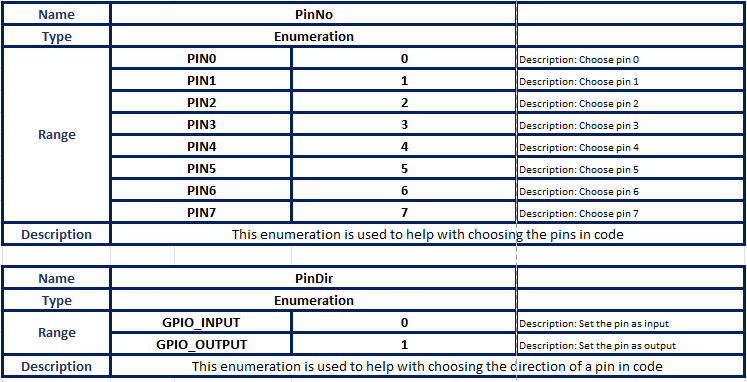 Name PinNo
Type Enumeration
Range
PIN0 0 Description: Choose pin 0
PIN1 1 Description: Choose pin 1
PIN2 2 Description: Choose pin 2
PIN3 3 Description: Choose pin 3
PIN4 4 Description: Choose pin 4
PIN5 5 Description: Choose pin 5
PIN6 6 Description: Choose pin 6
PIN7 7 Description: Choose pin 7
Description This enumeration is used to help with choosing the pins in code
Name PinDir
Type Enumeration
Range
GPIO_INPUT 0 Description: Set the pin as input
GPIO_OUTPUT 1 Description: Set the pin as output
Description This enumeration is used to help with choosing the direction of a pin in code